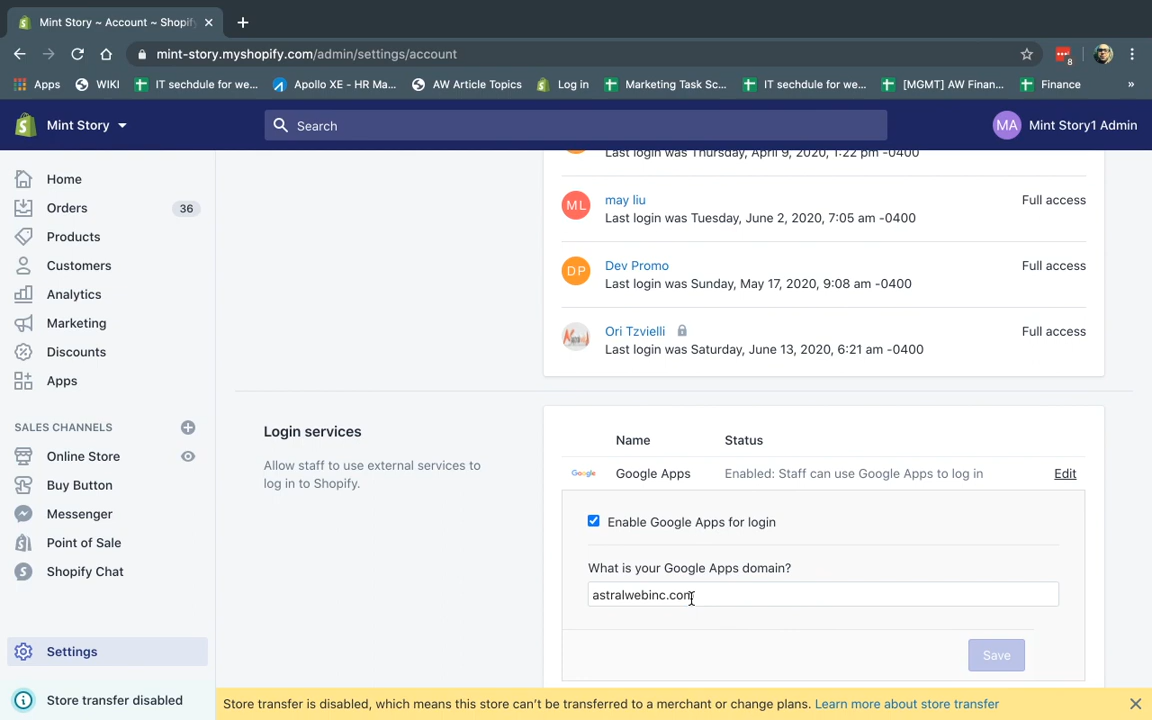 Mint Story ~ Account ~ Shopify
mint-story.myshopify.com/admin/settings/account
8
Apps
WIKI
IT sechdule for we...
Apollo XE - HR Ma...
AW Article Topics
Log in
Marketing Task Sc...
IT sechdule for we...
[MGMT] AW Finan...
Finance
»
Mint Story
Search
MA
Mint Story1 Admin
Home
Orders
36
Products
Customers
Analytics
Marketing
Discounts
Apps
SALES CHANNELS
Online Store
Buy Button
Messenger
Point of Sale
Shopify Chat
Settings
Store transfer disabled
Last login was Thursday, April 9, 2020, 1:22 pm -0400
ML
may liu
Full access
Last login was Tuesday, June 2, 2020, 7:05 am -0400
DP
Dev Promo
Full access
Last login was Sunday, May 17, 2020, 9:08 am -0400
Ori Tzvielli
Full access
Last login was Saturday, June 13, 2020, 6:21 am -0400
Login services
Allow staff to use external services to
log in to Shopify.
Name
Status
Google
Google Apps
Enabled: Staff can use Google Apps to log in
Edit
Enable Google Apps for login
What is your Google Apps domain?
astralwebinc.com
Save
Store transfer is disabled, which means this store can't be transferred to a merchant or change plans. Learn more about store transfer